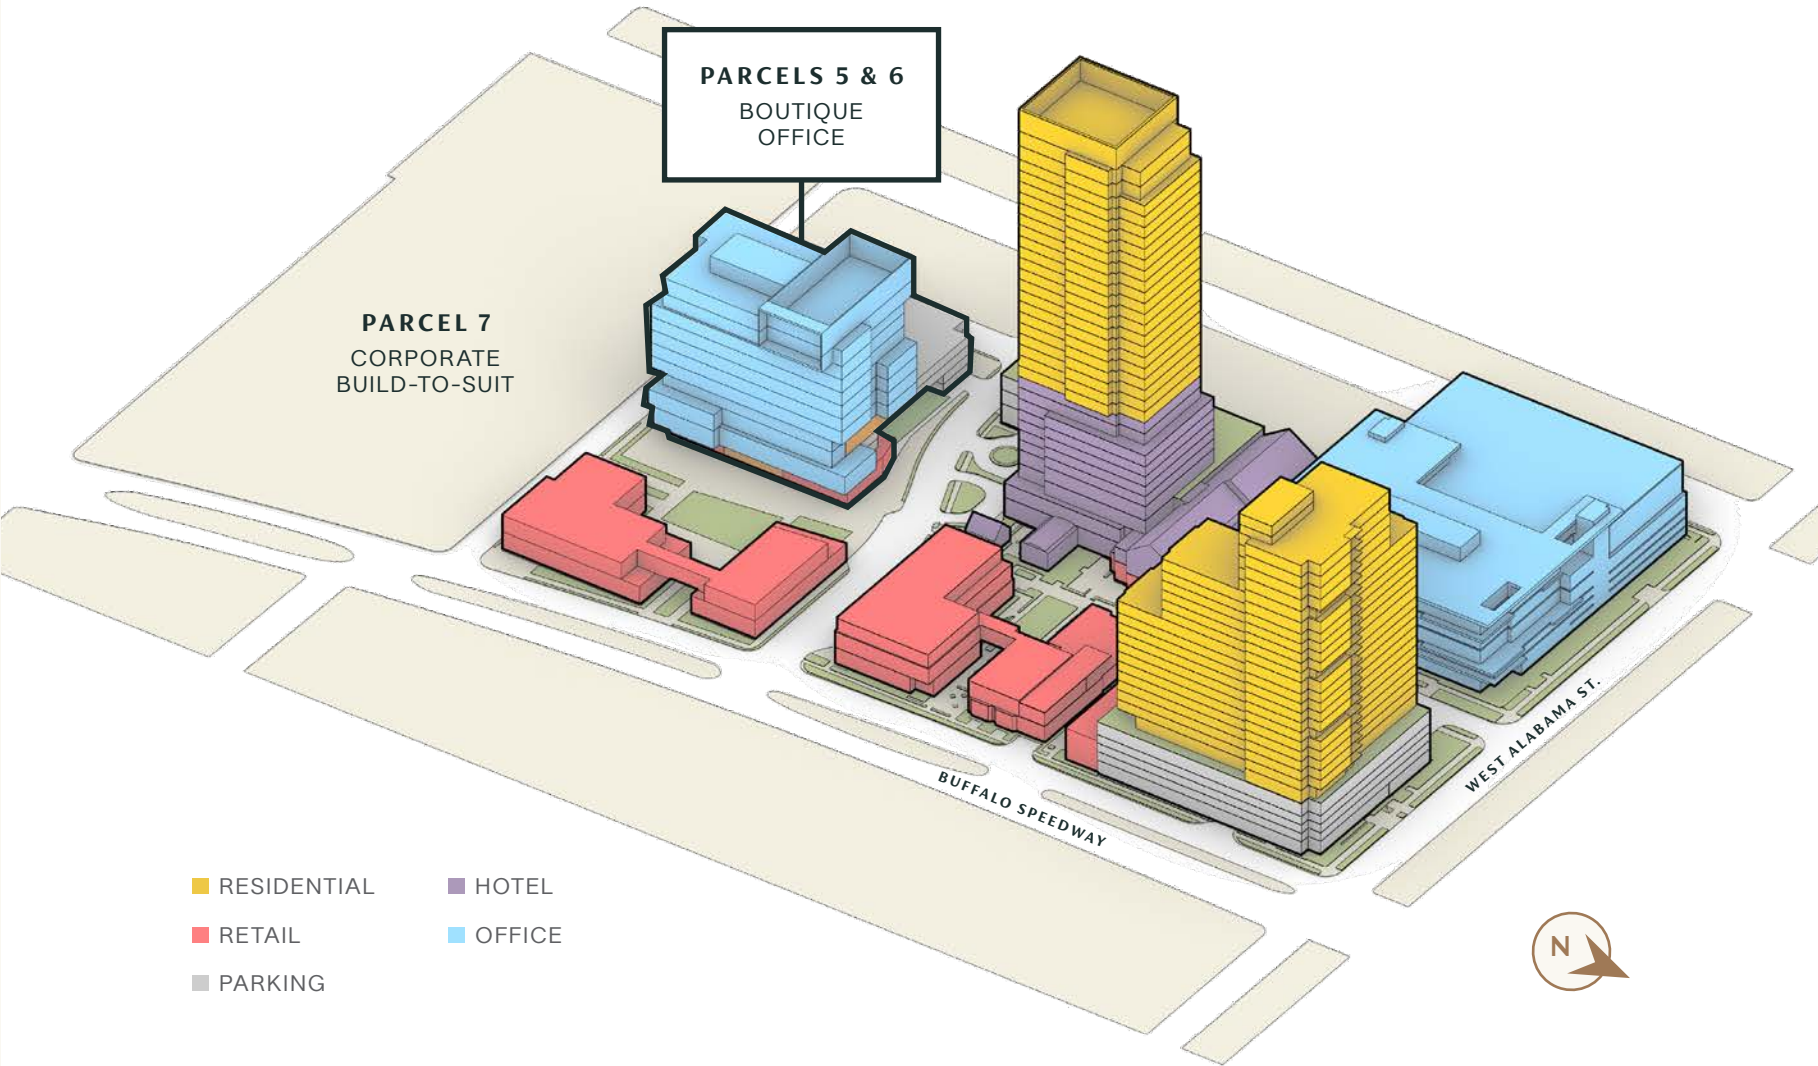 PARCELS 5 & 6
BOUTIQUE
OFFICE
PARCEL 7
CORPORATE
BUILD-TO-SUIT
WEST ALABAMA ST.
BUFFALO SPEEDWAY
RESIDENTIAL
HOTEL
RETAIL
OFFICE
PARKING
N